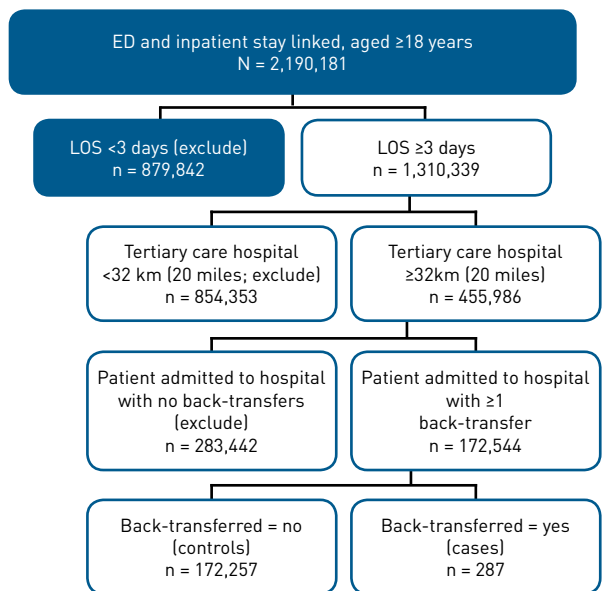 ED and inpatient stay linked, aged ≥18 years
N = 2,190,181
LOS <3 days (exclude)
n = 879,842
LOS ≥3 days
n = 1,310,339
Tertiary care hospital
<32 km (20 miles; exclude)
n = 854,353
Tertiary care hospital
≥32km (20 miles)
n = 455,986
Patient admitted to hospital
with no back-transfers
(exclude)
n = 283,442
Patient admitted to hospital
with ≥1
back-transfer
n = 172,544
Back-transferred = no
(controls)
n = 172,257
Back-transferred = yes
(cases)
n = 287